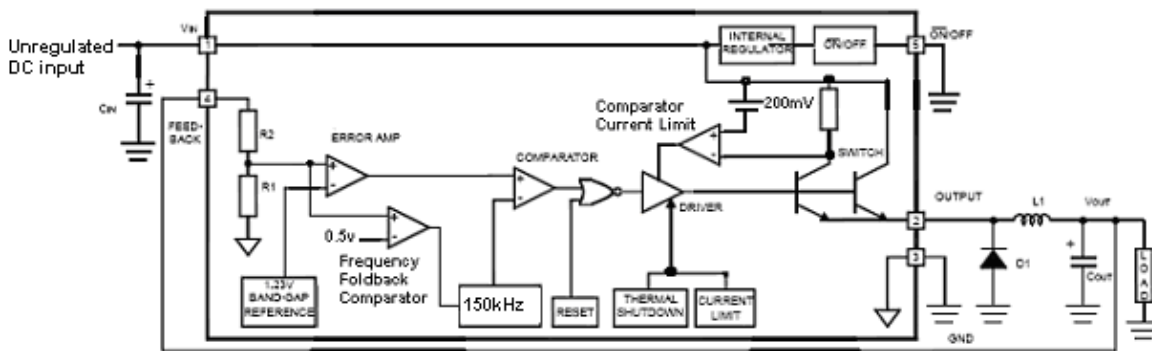 VIN
Unregulated
DC input
1
INTERNAL
REGULATOR
ON/OFF
5
ON/OFF
CIN
+
4
FEED-
BACK
R2
R1
ERROR AMP
+
-
Comparator
Current Limit
200mV
+
-
COMPARATOR
+
-
SWITCH
DRIVER
OUTPUT
2
L1
VOUT
+
-
0.5v
Frequency
Foldback
Comparator
1.23V
BAND-GAP
REFERENCE
150kHz
RESET
THERMAL
SHUTDOWN
CURRENT
LIMIT
3
GND
D1
+
COUT
LOAD